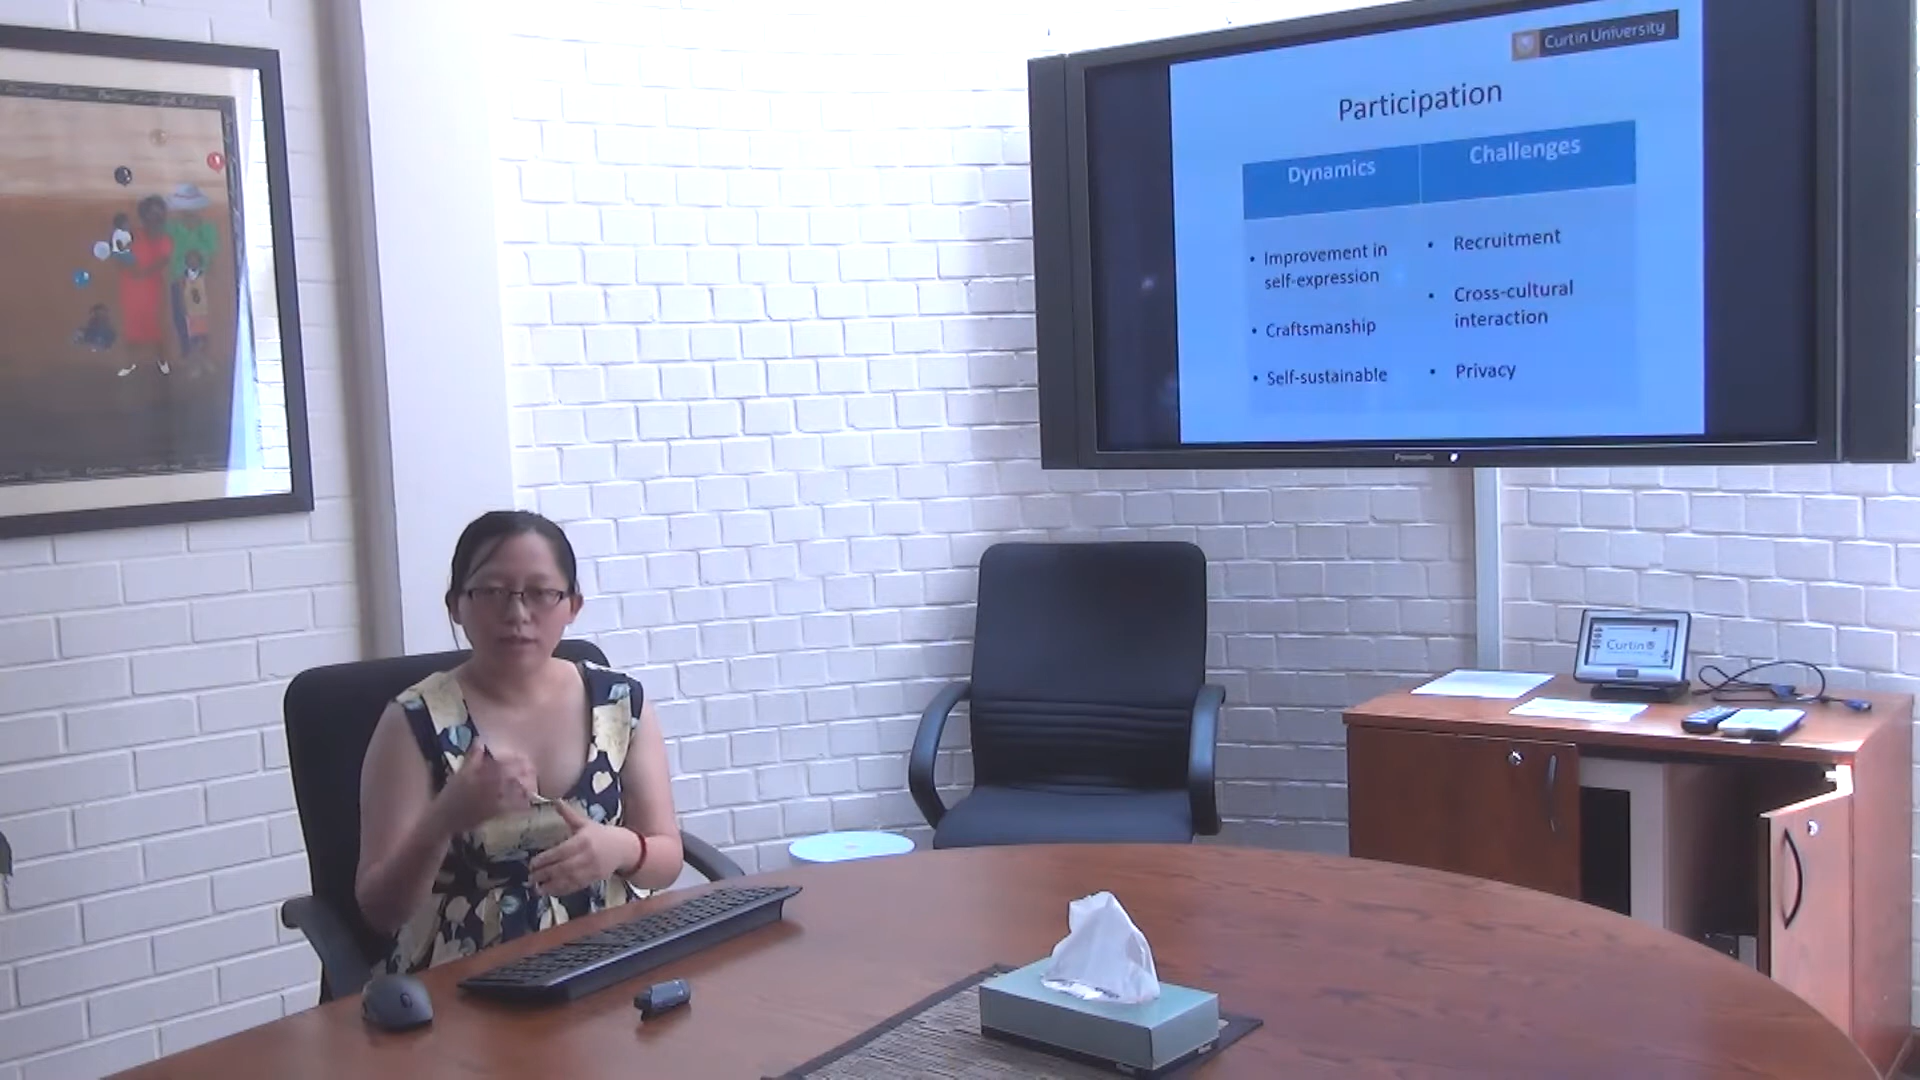 Curtin University
Participation
Dynamics
Challenges
• Improvement in
self-expression
• Craftsmanship
• Self-sustainable
• Recruitment
• Cross-cultural
interaction
• Privacy
Panasonic
Curtin